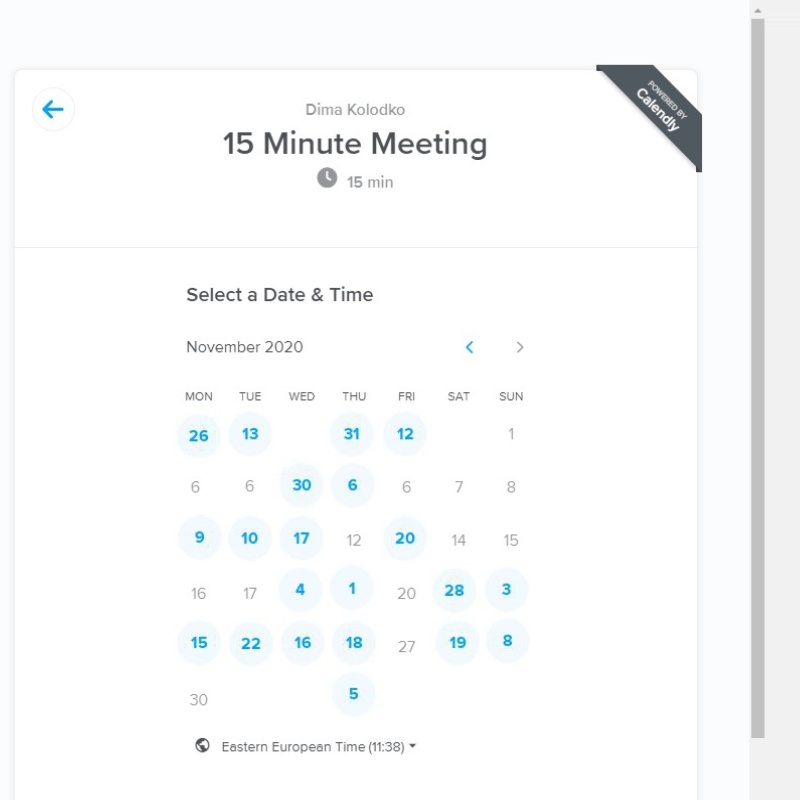 POWERED BY
Calendly
Dima Kolodko
15 Minute Meeting
15 min
Select a Date & Time
November 2020
MON TUE WED THU FRI SAT SUN
26 13 31 12 1
6 6 30 6 6 7 8
9 10 17 12 20 14 15
16 17 4 1 20 28 3
15 22 16 18 27 19 8
30 5
Eastern European Time (11:38)